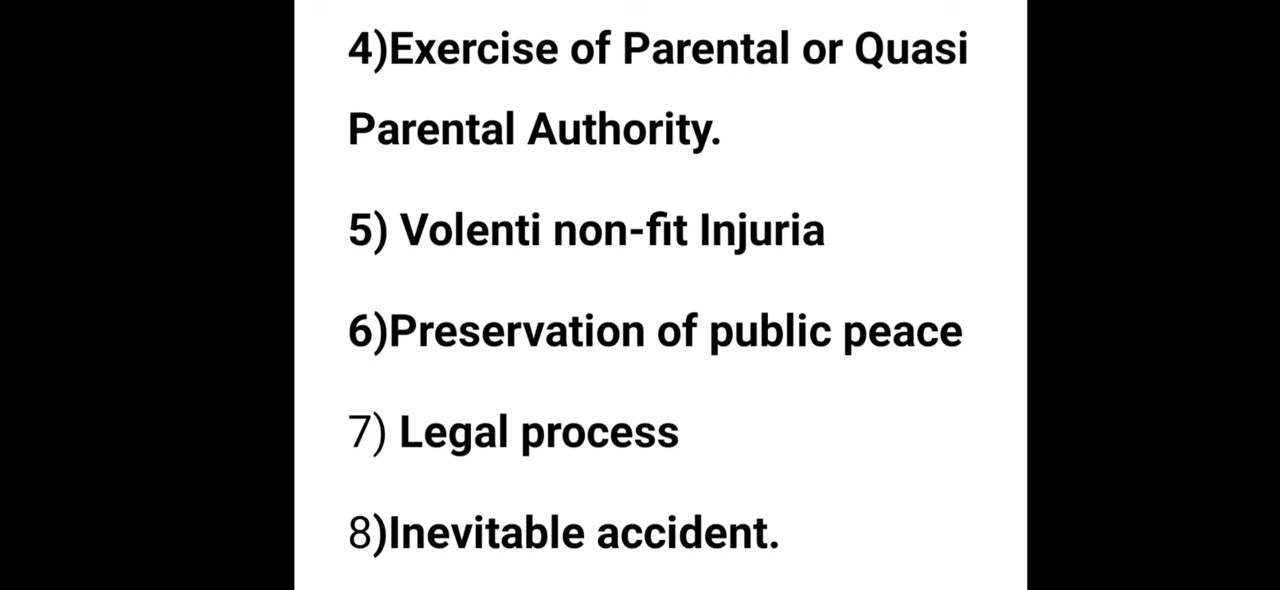 4)Exercise of Parental or Quasi
Parental Authority.
5) Volenti non-fit Injuria
6)Preservation of public peace
7) Legal process
8)Inevitable accident.